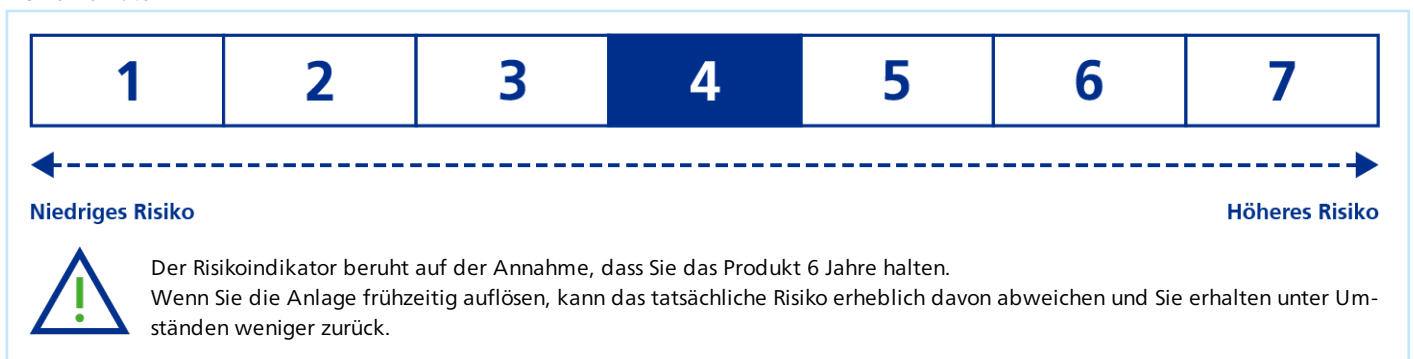 1 2 3 4 5 6 7
Niedriges Risiko Höheres Risiko
!
Der Risikoindikator beruht auf der Annahme, dass Sie das Produkt 6 Jahre halten.
Wenn Sie die Anlage frühzeitig auflösen, kann das tatsächliche Risiko erheblich davon abweichen und Sie erhalten unter Um-
ständen weniger zurück.